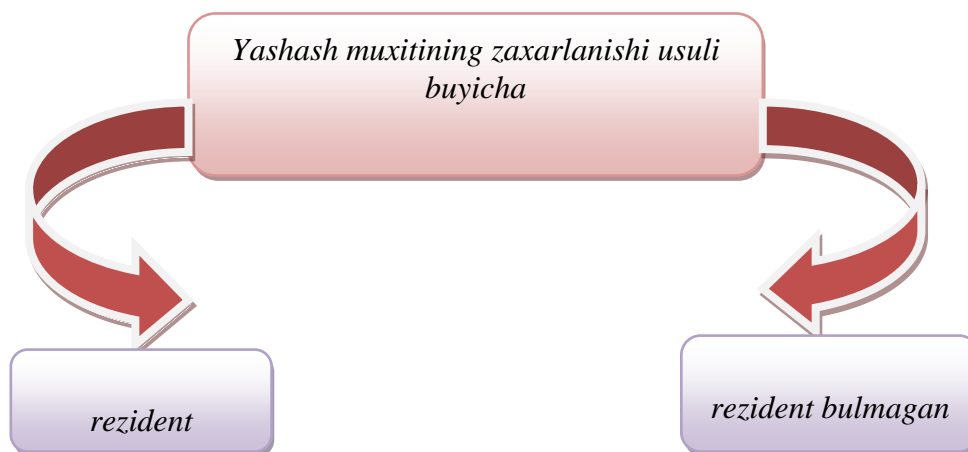 Yashash muxitining zaxarlanishi usuli
buyicha
rezident
rezident bulmagan